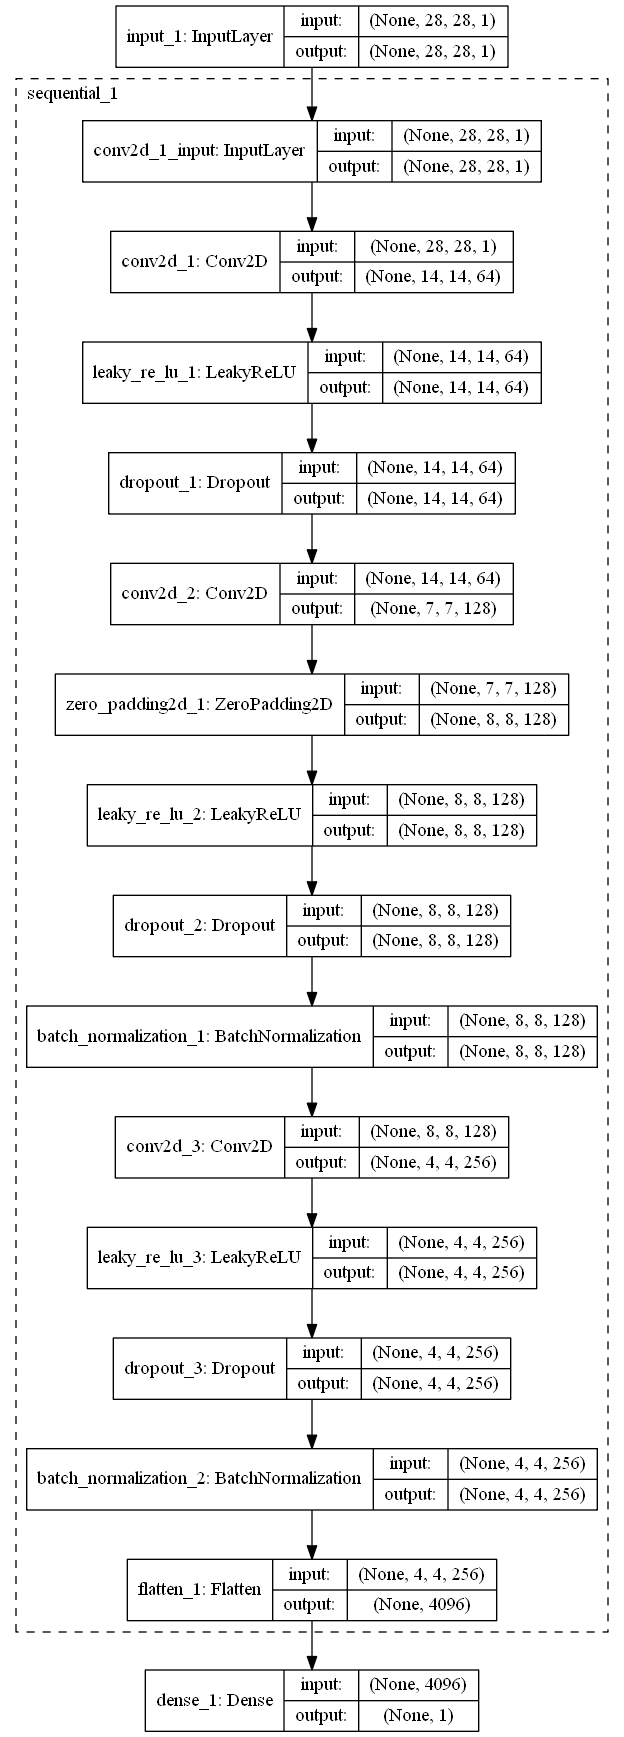 input_1: InputLayer
input: (None, 28, 28, 1)
output: (None, 28, 28, 1)
sequential_1
conv2d_1_input: InputLayer
input: (None, 28, 28, 1)
output: (None, 28, 28, 1)
conv2d_1: Conv2D
input: (None, 28, 28, 1)
output: (None, 14, 14, 64)
leaky_re_lu_1: LeakyReLU
input: (None, 14, 14, 64)
output: (None, 14, 14, 64)
dropout_1: Dropout
input: (None, 14, 14, 64)
output: (None, 14, 14, 64)
conv2d_2: Conv2D
input: (None, 14, 14, 64)
output: (None, 7, 7, 128)
zero_padding2d_1: ZeroPadding2D
input: (None, 7, 7, 128)
output: (None, 8, 8, 128)
leaky_re_lu_2: LeakyReLU
input: (None, 8, 8, 128)
output: (None, 8, 8, 128)
dropout_2: Dropout
input: (None, 8, 8, 128)
output: (None, 8, 8, 128)
batch_normalization_1: BatchNormalization
input: (None, 8, 8, 128)
output: (None, 8, 8, 128)
conv2d_3: Conv2D
input: (None, 8, 8, 128)
output: (None, 4, 4, 256)
leaky_re_lu_3: LeakyReLU
input: (None, 4, 4, 256)
output: (None, 4, 4, 256)
dropout_3: Dropout
input: (None, 4, 4, 256)
output: (None, 4, 4, 256)
batch_normalization_2: BatchNormalization
input: (None, 4, 4, 256)
output: (None, 4, 4, 256)
flatten_1: Flatten
input: (None, 4, 4, 256)
output: (None, 4096)
dense_1: Dense
input: (None, 4096)
output: (None, 1)